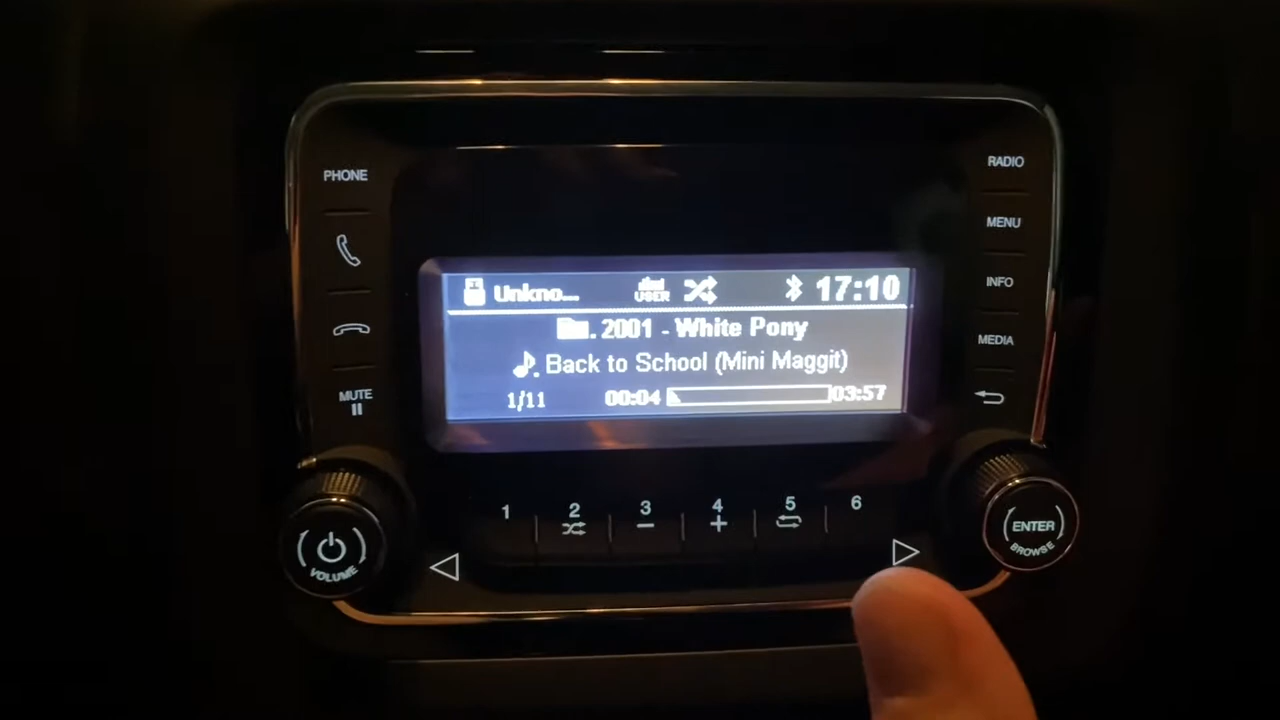 PHONE
MUTE
VOLUME
Unkno...
USER
17:10
. 2001 - White Pony
Back to School (Mini Maggit)
1/11
00:04
03:57
1
2
3
4
5
6
RADIO
MENU
INFO
MEDIA
ENTER
BROWSE